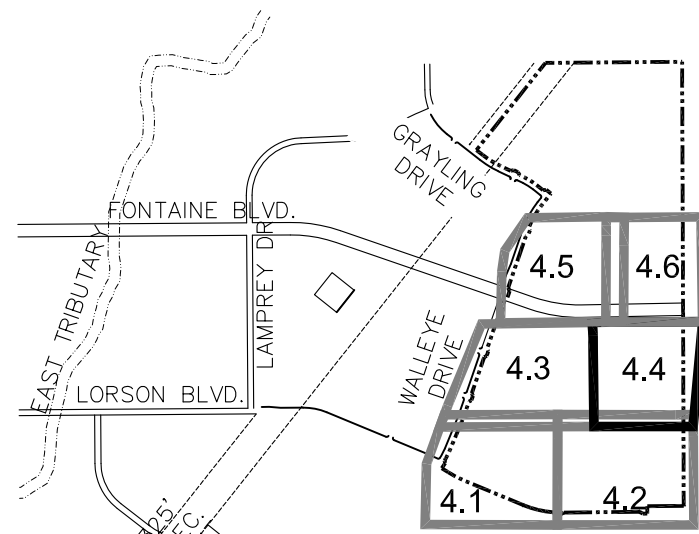 GRAYLING
DRIVE
FONTAINE BLVD.
EAST TRIBUTARY
LAMPREY DR
4.5
4.6
WALLEYE
DRIVE
4.3
4.4
LORSON BLVD.
4.1
4.2